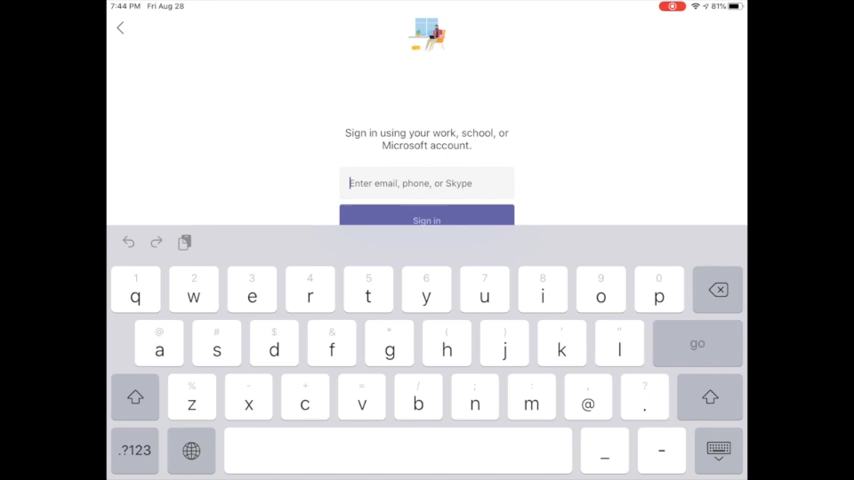 7:44 PM Fri Aug 28 81%
Sign in using your work, school, or
Microsoft account.
Enter email, phone, or Skype
Sign in
1 2 3 4 5 6 7 8 9 0
q w e r t y u i o p
@ # $ & * ( ) ' "
a s d f g h j k l go
% - + = / ; : , ?
z x c v b n m @ .
.?123 _ -